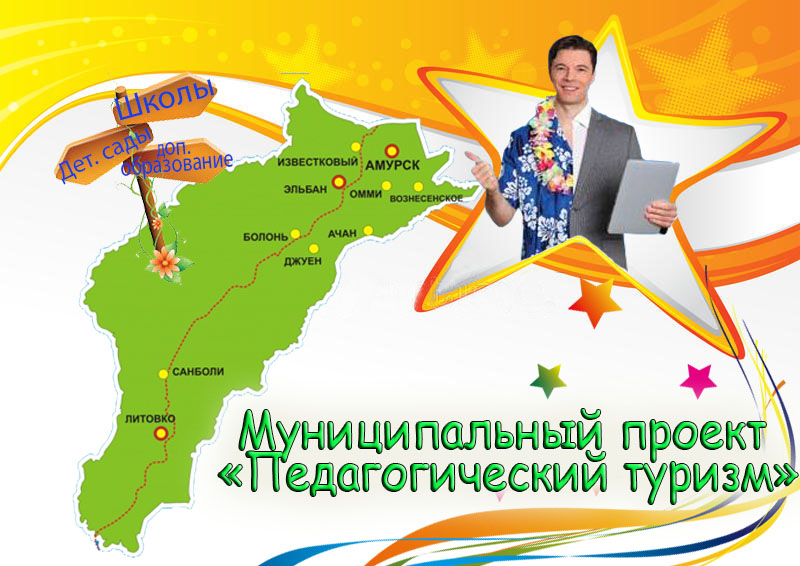 Школы
Дет. сады
доп.
образование
ИЗВЕСТКОВЫЙ
АМУРСК
ЭЛЬБАН
ОММИ
ВОЗНЕСЕНСКОЕ
БОЛОНЬ
АЧАН
ДЖУЕН
САНБОЛИ
ЛИТОВКО
Муниципальный проект
«Педагогический туризм»